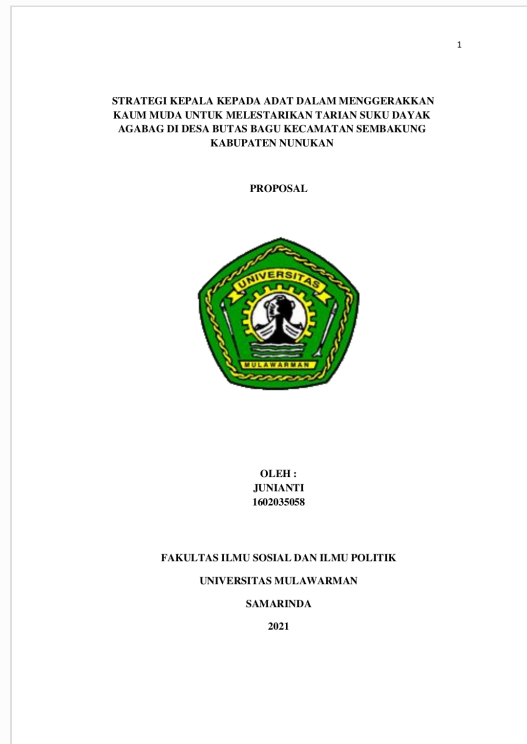 1
STRATEGI KEPALA KEPADA ADAT DALAM MENGGERAKKAN
KAUM MUDA UNTUK MELESTARIKAN TARIAN SUKU DAYAK
AGABAG DI DESA BUTAS BAGU KECAMATAN SEMBAKUNG
KABUPATEN NUNUKAN
PROPOSAL
UNIVERSITAS
MULAWARMAN
OLEH :
JUNIANTI
1602035058
FAKULTAS ILMU SOSIAL DAN ILMU POLITIK
UNIVERSITAS MULAWARMAN
SAMARINDA
2021